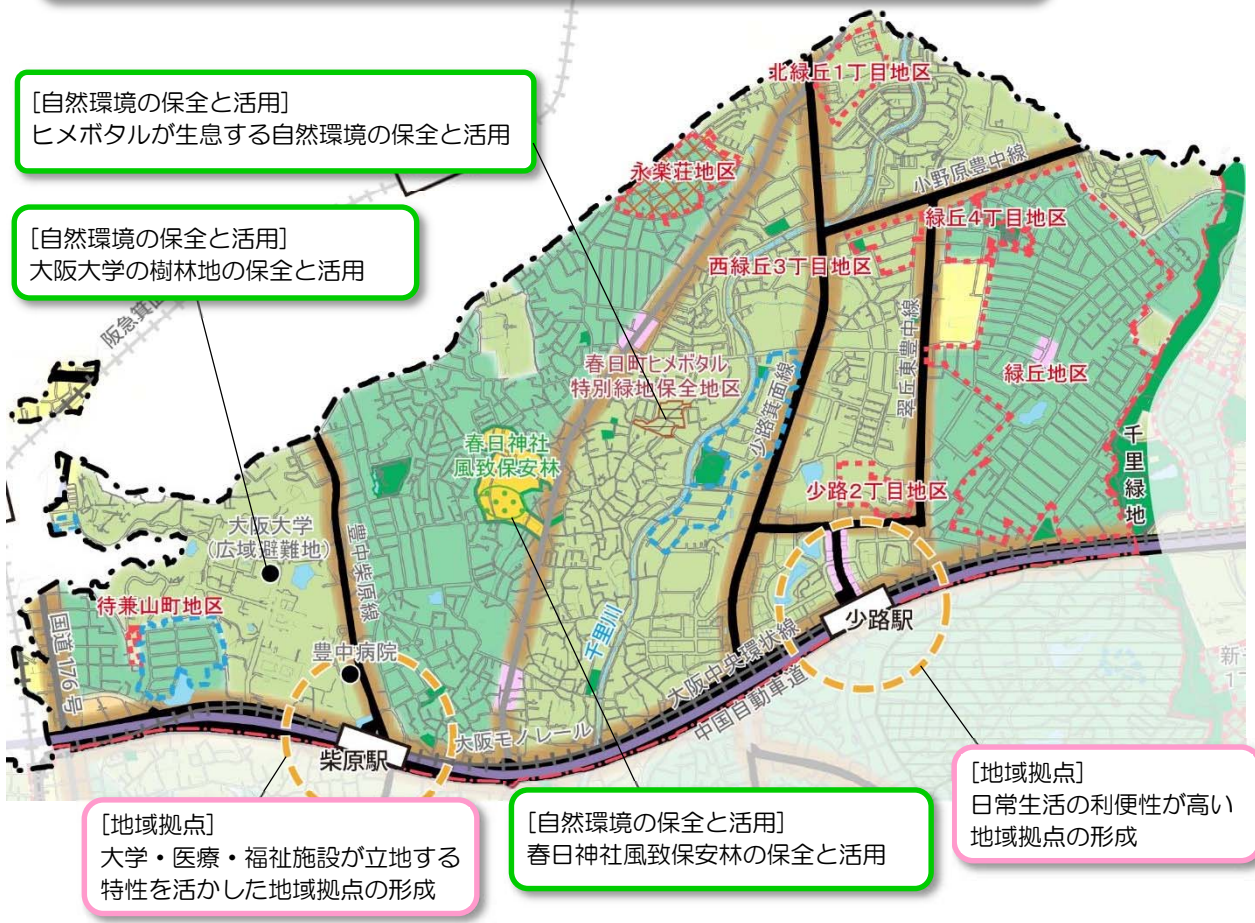 北緑丘1丁目地区
[自然環境の保全と活用]
ヒメボタルが生息する自然環境の保全と活用
永楽荘地区
小野原豊中線
緑丘4丁目地区
[自然環境の保全と活用]
大阪大学の樹林地の保全と活用
西緑丘3丁目地区
阪急箕面
春日町ヒメボタル
特別緑地保全地区
少路箕面線
翠丘東豊中線
緑丘地区
春日神社
風致保安林
千里緑地
少路2丁目地区
大阪大学
(広域避難地)
豊中柴原線
待兼山町地区
国道176号
豊中病院
千里川
少路駅
大阪中央環状線
中国自動車道
大阪モノレール
柴原駅
[地域拠点]
大学・医療・福祉施設が立地する
特性を活かした地域拠点の形成
[自然環境の保全と活用]
春日神社風致保安林の保全と活用
[地域拠点]
日常生活の利便性が高い
地域拠点の形成